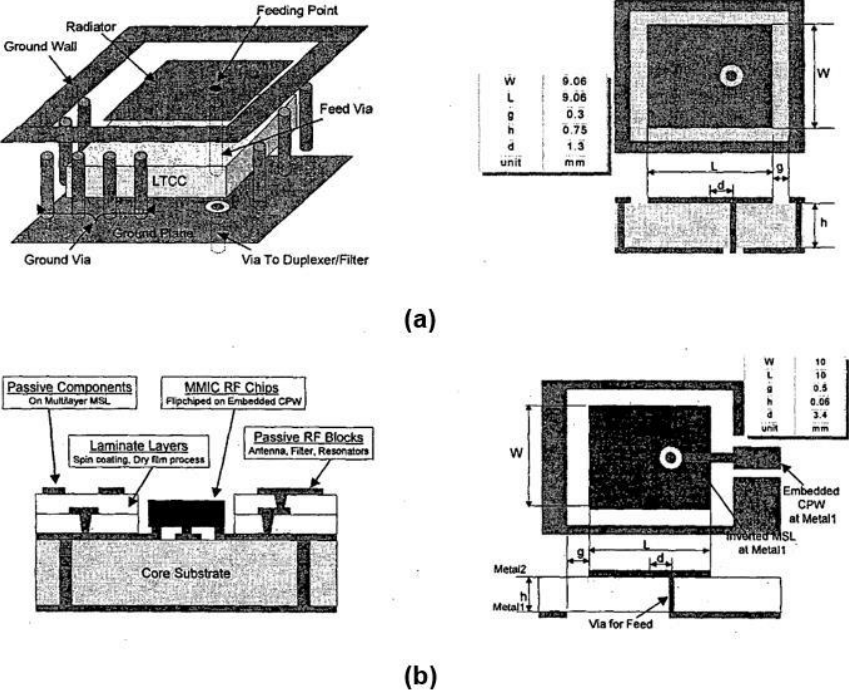 Feeding Point
Radiator
Ground Wall
Feed Via
LTCC
Ground Plane
Ground Via
Via To Duplexer/Filter
W 9.06
L 9.06
g 0.3
h 0.75
d 1.3
unit mm
W
L
g
d
h
(a)
Passive Components
On Multilayer MSL
MMIC RF Chips
Flipchiped on Embedded CPW
Laminate Layers
Spin coating, Dry film process
Passive RF Blocks
Antenna, Filter, Resonators
Core Substrate
W 10
L 10
g 0.5
h 0.06
d 3.4
unit mm
W
Embedded
CPW
at Metal1
Inverted MSL
at Metal1
L
g
d
Metal2
h
Metal1
Via for Feed
(b)